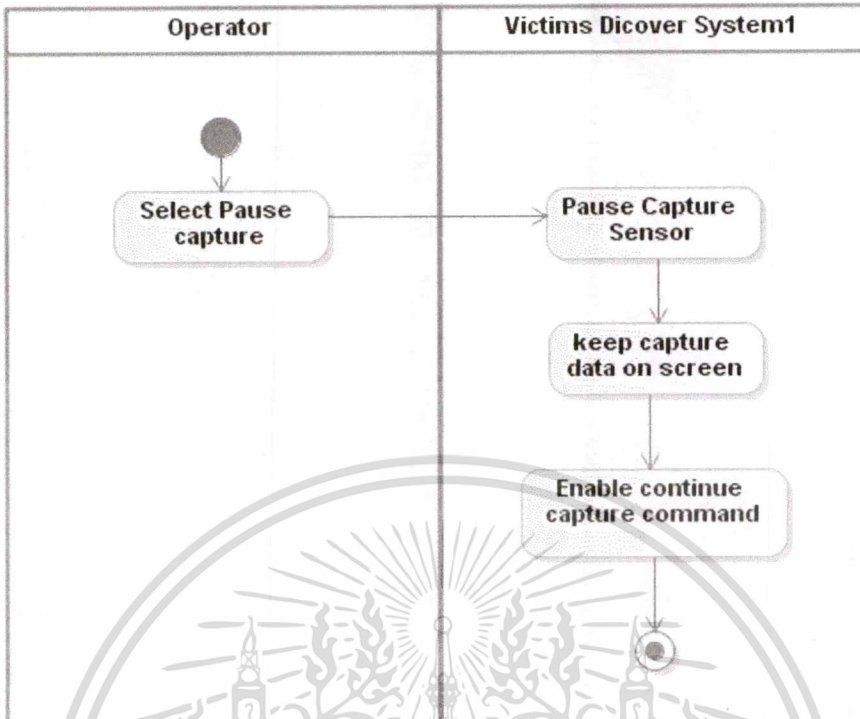 Operator
Victims Dicover System1
Select Pause
capture
Pause Capture
Sensor
keep capture
data on screen
Enable continue
capture command